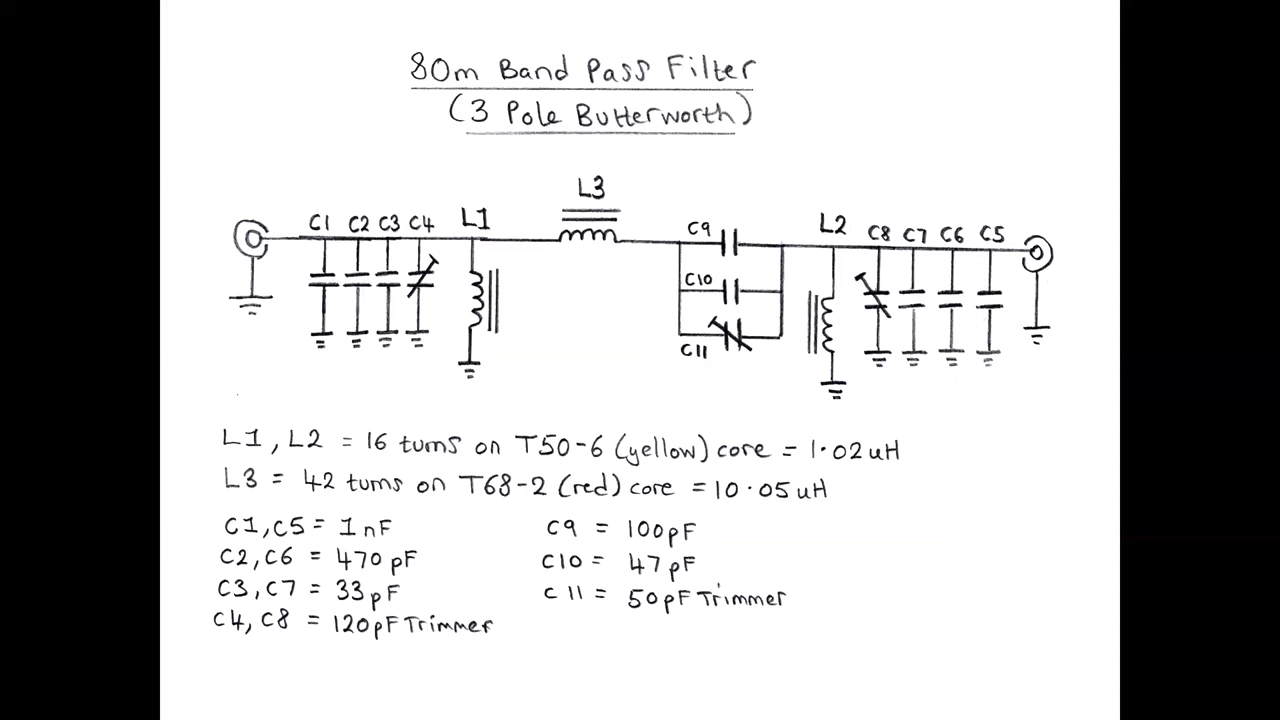 80m Band Pass Filter
(3 Pole Butterworth)
L3
C1 C2 C3 C4 L1 C9 L2 C8 C7 C6 C5
C10
C11
L1, L2 = 16 turns on T50-6 (yellow) core = 1.02uH
L3 = 42 turns on T68-2 (red) core = 10.05uH
C1, C5 = 1nF C9 = 100pF
C2, C6 = 470pF C10 = 47pF
C3, C7 = 33pF C11 = 50pF Trimmer
C4, C8 = 120pF Trimmer